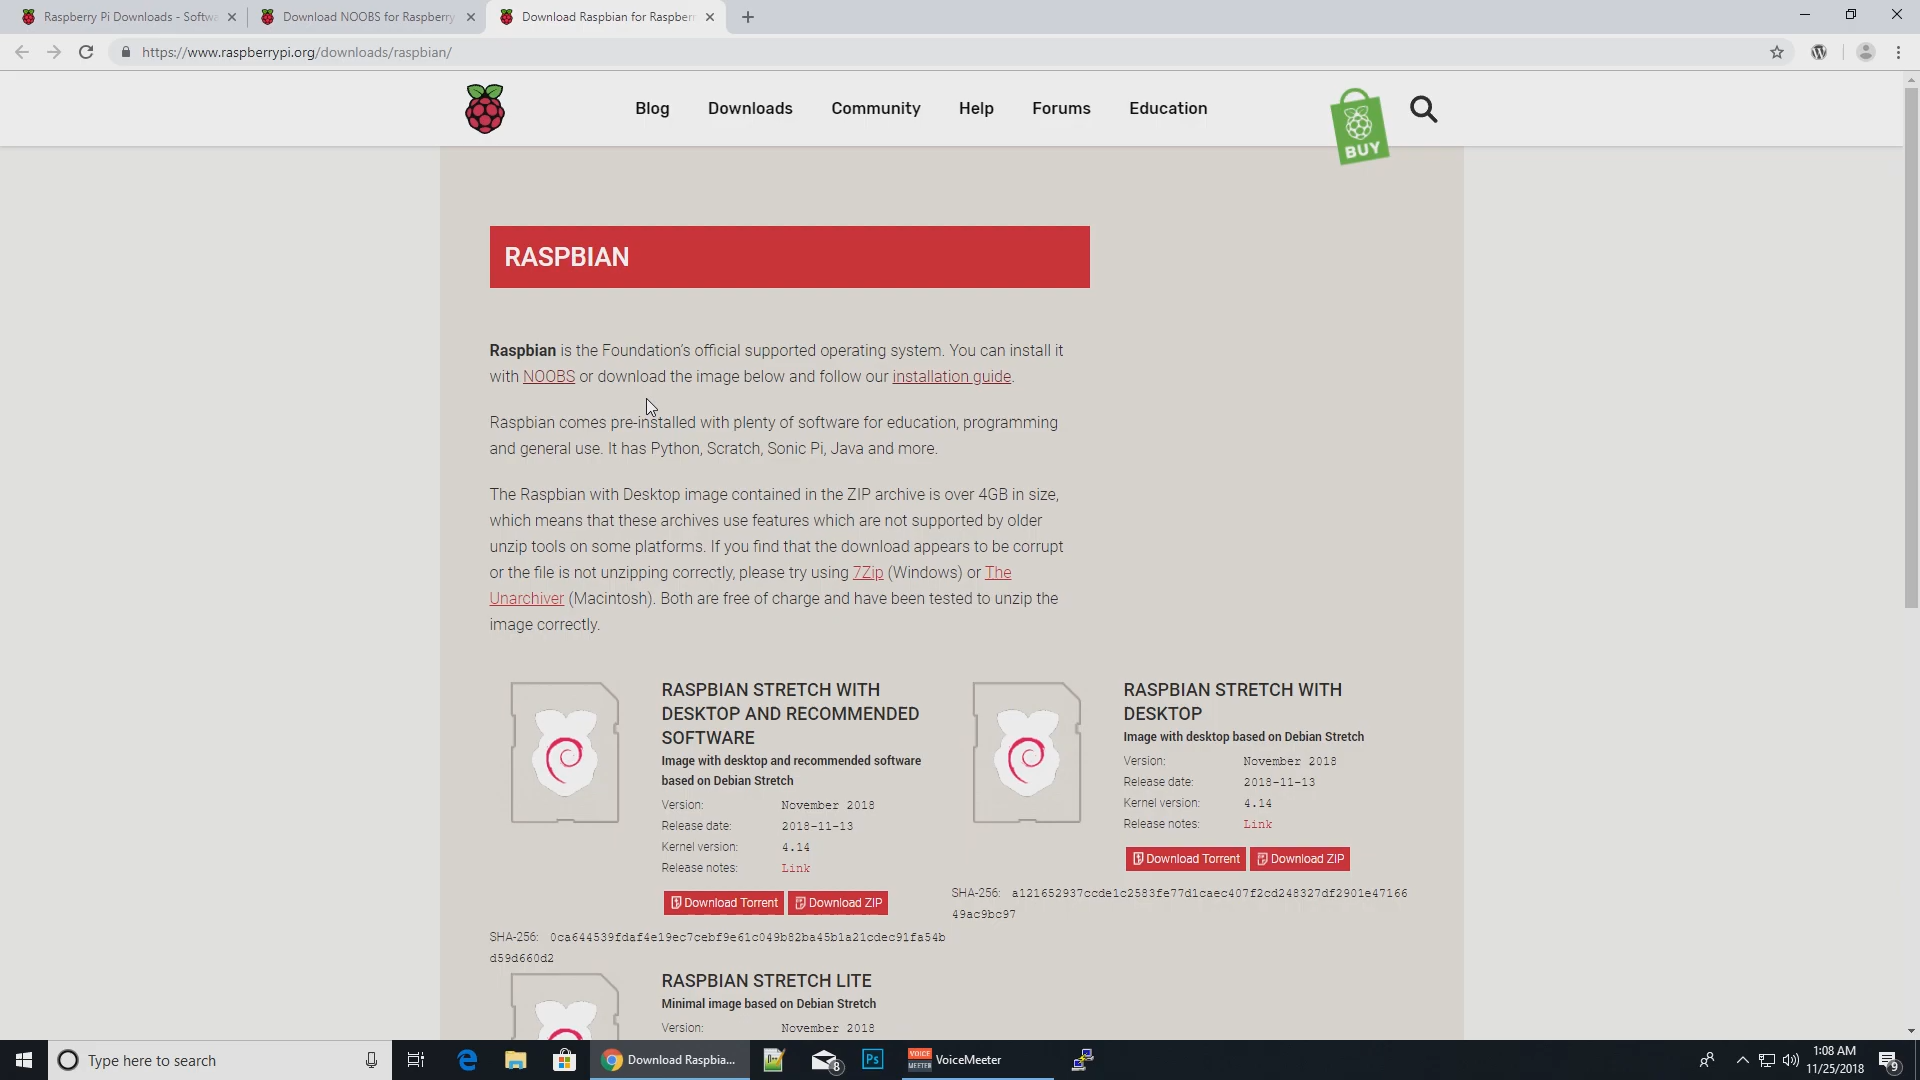 Raspberry Pi Downloads - Softwa
Download NOOBS for Raspberry
Download Raspbian for Raspber
https://www.raspberrypi.org/downloads/raspbian/
Blog
Downloads
Community
Help
Forums
Education
BUY
RASPBIAN
Raspbian is the Foundation's official supported operating system. You can install it
with NOOBS or download the image below and follow our installation guide.
Raspbian comes pre-installed with plenty of software for education, programming
and general use. It has Python, Scratch, Sonic Pi, Java and more.
The Raspbian with Desktop image contained in the ZIP archive is over 4GB in size,
which means that these archives use features which are not supported by older
unzip tools on some platforms. If you find that the download appears to be corrupt
or the file is not unzipping correctly, please try using 7Zip (Windows) or The
Unarchiver (Macintosh). Both are free of charge and have been tested to unzip the
image correctly.
RASPBIAN STRETCH WITH
DESKTOP AND RECOMMENDED
SOFTWARE
Image with desktop and recommended software
based on Debian Stretch
Version: November 2018
Release date: 2018-11-13
Kernel version: 4.14
Release notes: Link
Download Torrent Download ZIP
SHA-256: 0ca644539fdaf4e19ec7cebf9e61c049b82ba45b1a21cdec91fa54b
d59d660d2
RASPBIAN STRETCH WITH
DESKTOP
Image with desktop based on Debian Stretch
Version: November 2018
Release date: 2018-11-13
Kernel version: 4.14
Release notes: Link
Download Torrent Download ZIP
SHA-256: a121652937ccde1c2583fe77d1caec407f2cd248327df2901e47166
49ac9bc97
RASPBIAN STRETCH LITE
Minimal image based on Debian Stretch
Version: November 2018
Type here to search
Download Raspbia...
8
Ps
VOICE
MEETER
VoiceMeeter
1:08 AM
11/25/2018
9